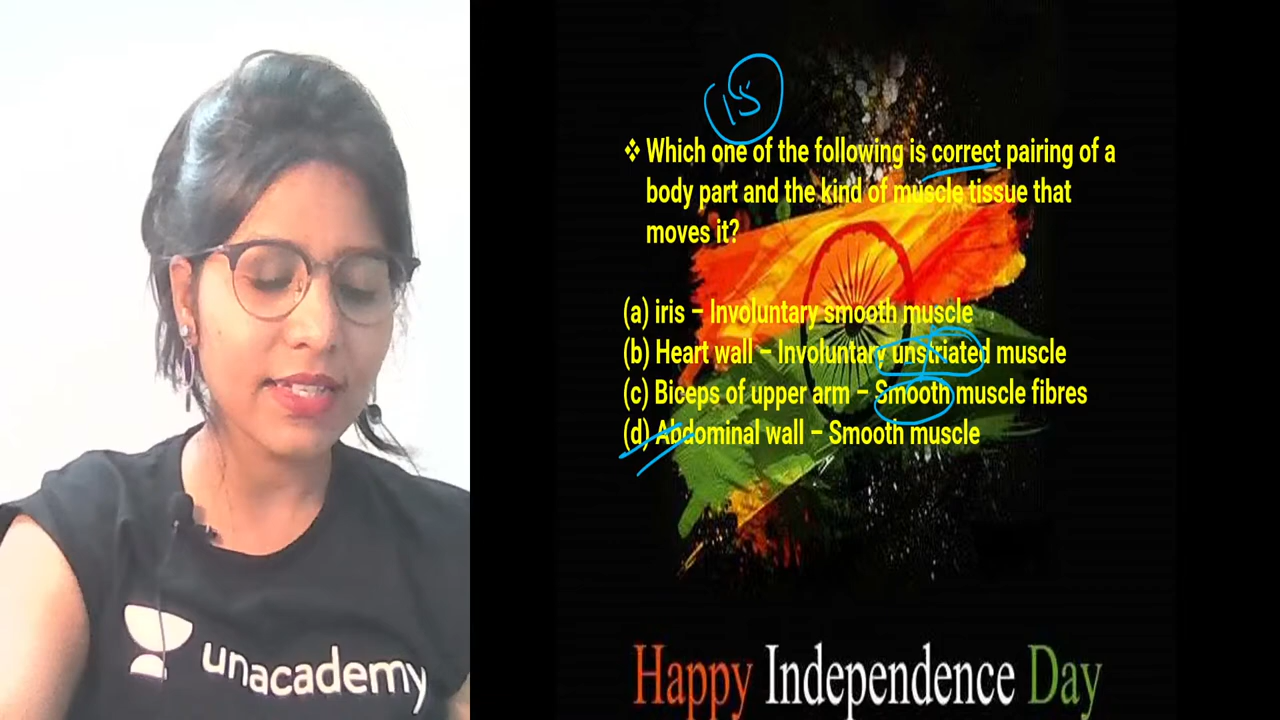 15
❖ Which one of the following is correct pairing of a
body part and the kind of muscle tissue that
moves it?
(a) iris – Involuntary smooth muscle
(b) Heart wall – Involuntary unstriated muscle
(c) Biceps of upper arm – Smooth muscle fibres
(d) Abdominal wall – Smooth muscle
unacademy
Happy Independence Day